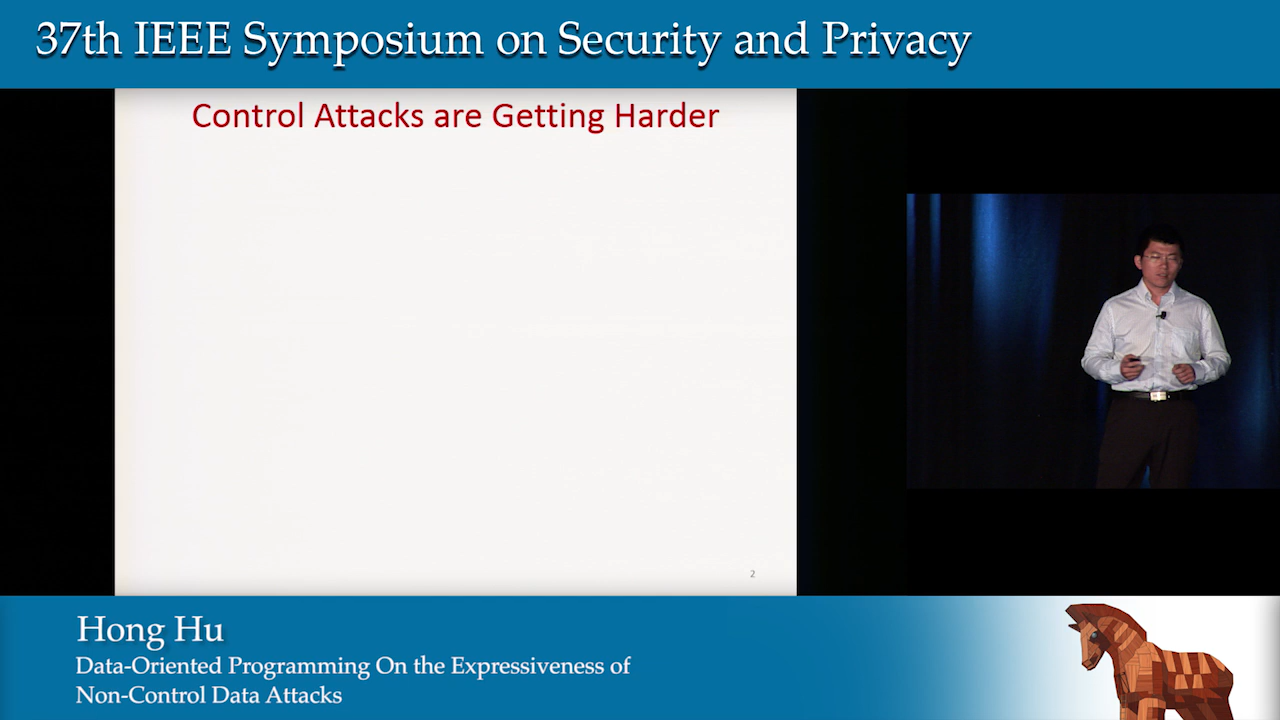 37th IEEE Symposium on Security and Privacy
Control Attacks are Getting Harder
2
Hong Hu
Data-Oriented Programming On the Expressiveness of
Non-Control Data Attacks